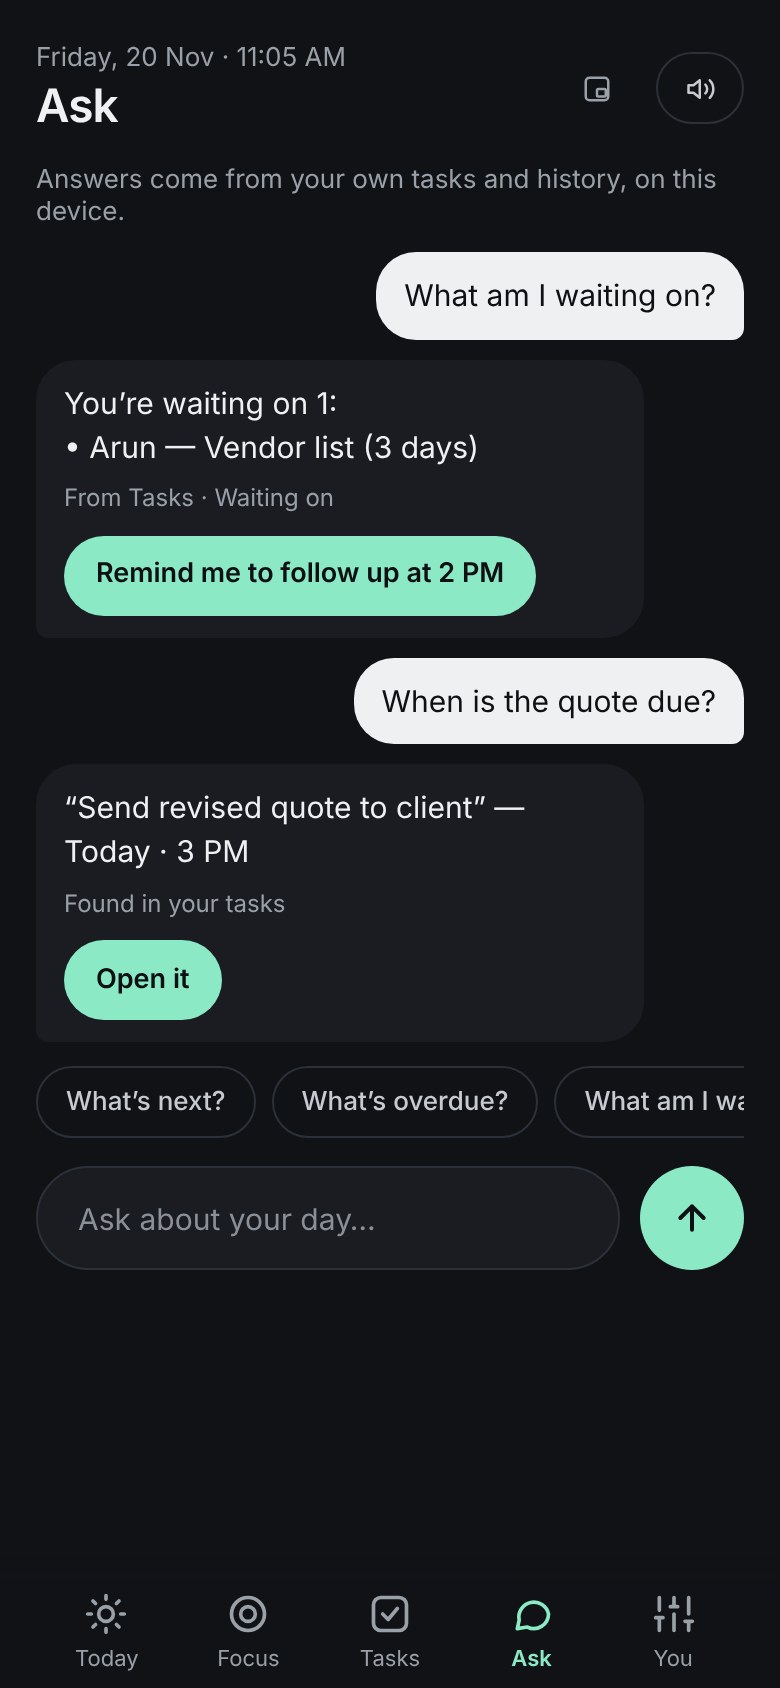 Friday, 20 Nov · 11:05 AM
Ask
Answers come from your own tasks and history, on this
device.
What am I waiting on?
You’re waiting on 1:
• Arun — Vendor list (3 days)
From Tasks · Waiting on
Remind me to follow up at 2 PM
When is the quote due?
“Send revised quote to client” —
Today · 3 PM
Found in your tasks
Open it
What’s next?
What’s overdue?
What am I wa
Ask about your day...
Today
Focus
Tasks
Ask
You